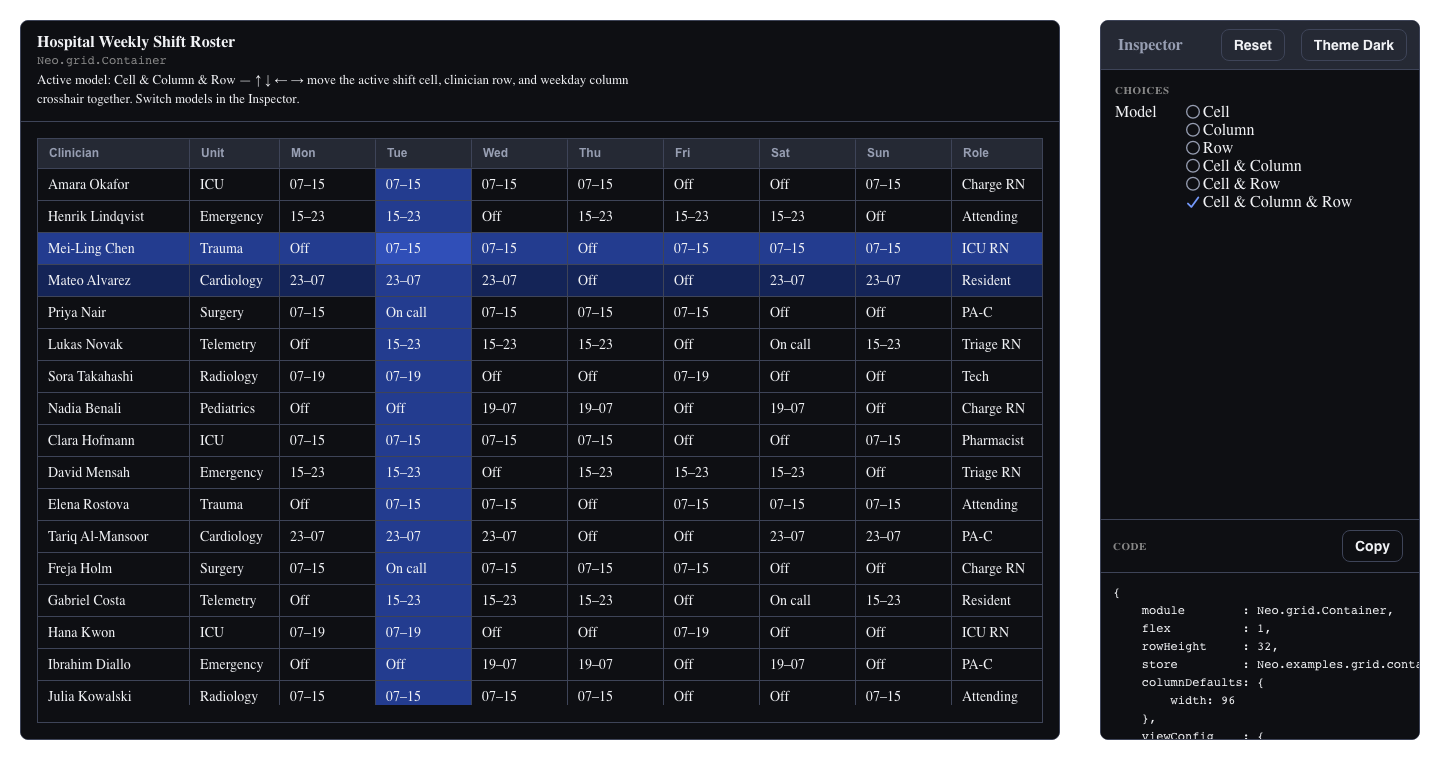 Hospital Weekly Shift Roster
Neo.grid.Container
Active model: Cell & Column & Row — ↑ ↓ ← → move the active shift cell, clinician row, and weekday column
crosshair together. Switch models in the Inspector.
Clinician Unit Mon Tue Wed Thu Fri Sat Sun Role
Amara Okafor ICU 07–15 07–15 07–15 07–15 Off Off 07–15 Charge RN
Henrik Lindqvist Emergency 15–23 15–23 Off 15–23 15–23 15–23 Off Attending
Mei-Ling Chen Trauma Off 07–15 07–15 Off 07–15 07–15 07–15 ICU RN
Mateo Alvarez Cardiology 23–07 23–07 23–07 Off Off 23–07 23–07 Resident
Priya Nair Surgery 07–15 On call 07–15 07–15 07–15 Off Off PA-C
Lukas Novak Telemetry Off 15–23 15–23 15–23 Off On call 15–23 Triage RN
Sora Takahashi Radiology 07–19 07–19 Off Off 07–19 Off Off Tech
Nadia Benali Pediatrics Off Off 19–07 19–07 Off 19–07 Off Charge RN
Clara Hofmann ICU 07–15 07–15 07–15 07–15 Off Off 07–15 Pharmacist
David Mensah Emergency 15–23 15–23 Off 15–23 15–23 15–23 Off Triage RN
Elena Rostova Trauma Off 07–15 07–15 Off 07–15 07–15 07–15 Attending
Tariq Al-Mansoor Cardiology 23–07 23–07 23–07 Off Off 23–07 23–07 PA-C
Freja Holm Surgery 07–15 On call 07–15 07–15 07–15 Off Off Charge RN
Gabriel Costa Telemetry Off 15–23 15–23 15–23 Off On call 15–23 Resident
Hana Kwon ICU 07–19 07–19 Off Off 07–19 Off Off ICU RN
Ibrahim Diallo Emergency Off Off 19–07 19–07 Off 19–07 Off PA-C
Julia Kowalski Radiology 07–15 07–15 07–15 07–15 Off Off 07–15 Attending
Inspector Reset Theme Dark
CHOICES
Model
Cell
Column
Row
Cell & Column
Cell & Row
Cell & Column & Row
CODE Copy
{
module : Neo.grid.Container,
flex : 1,
rowHeight : 32,
store : Neo.examples.grid.conta
columnDefaults: {
width: 96
},
viewConfig : {